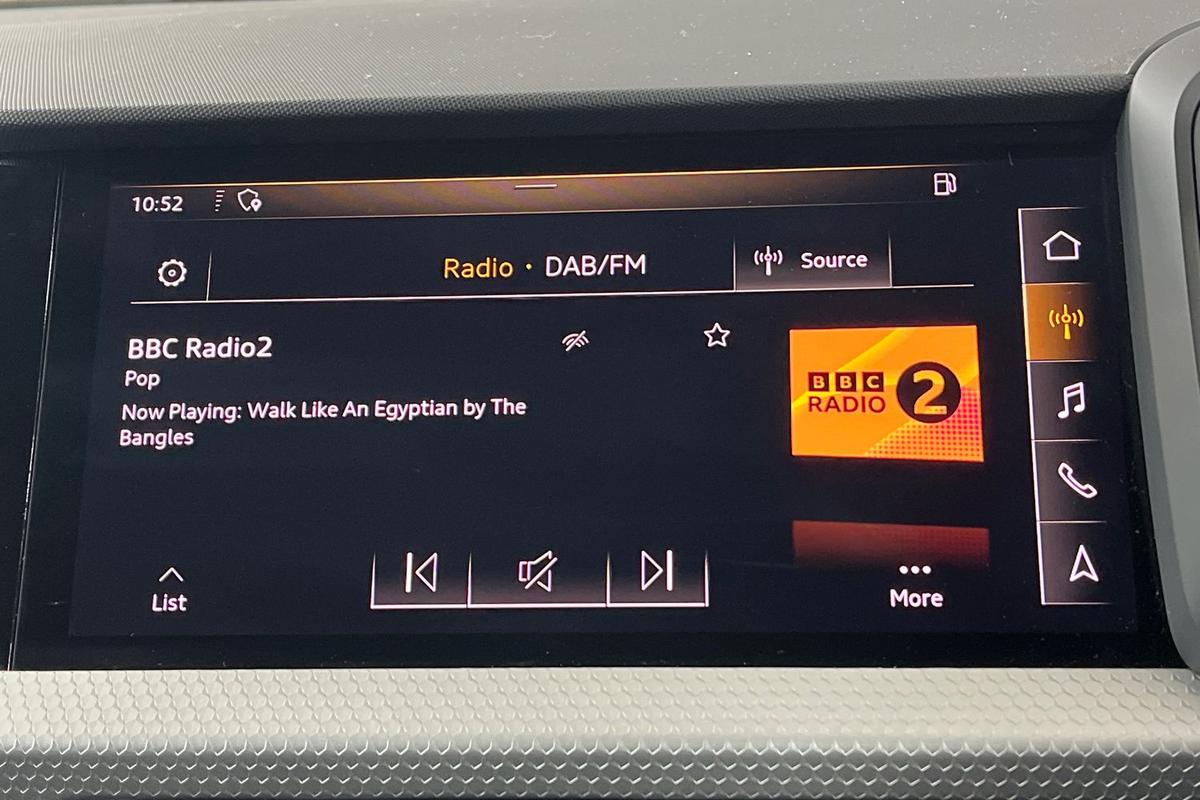 10:52
Radio • DAB/FM
Source
BBC Radio2
Pop
Now Playing: Walk Like An Egyptian by The
Bangles
BBC
RADIO 2
List
More